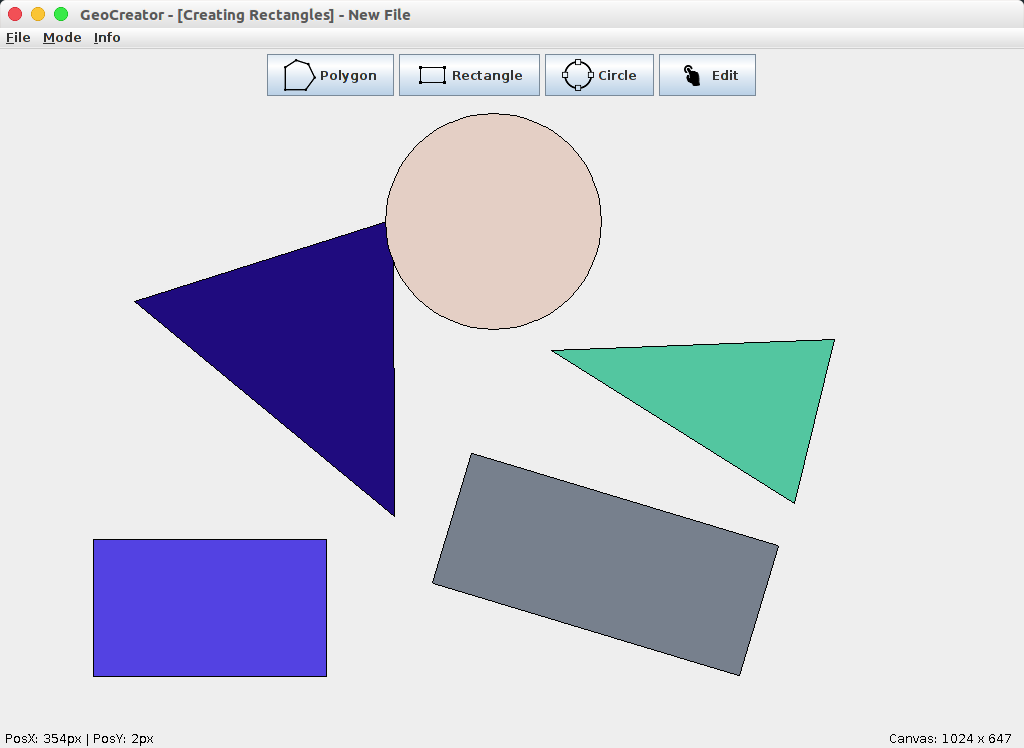 GeoCreator - [Creating Rectangles] - New File
File Mode Info
Polygon Rectangle Circle Edit
PosX: 354px | PosY: 2px Canvas: 1024 x 647